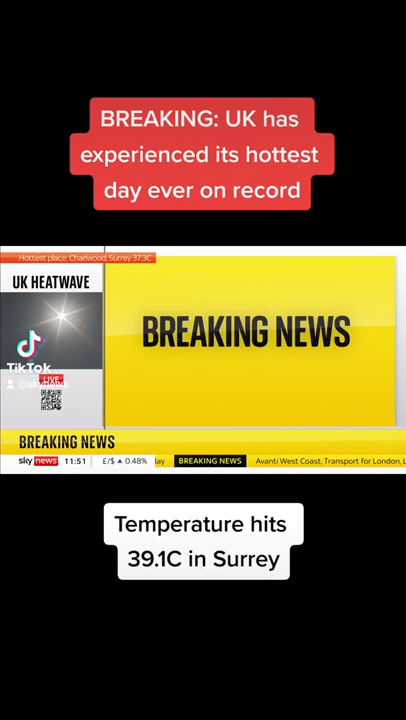 BREAKING: UK has
experienced its hottest
day ever on record
Hottest place: Charlwood, Surrey 37.3C
UK HEATWAVE
BREAKING NEWS
TikTok
LIVE
@skynews
BREAKING NEWS
sky news 11:51 £/$ ▲ 0.48% lay BREAKING NEWS Avanti West Coast, Transport for London, L
Temperature hits
39.1C in Surrey